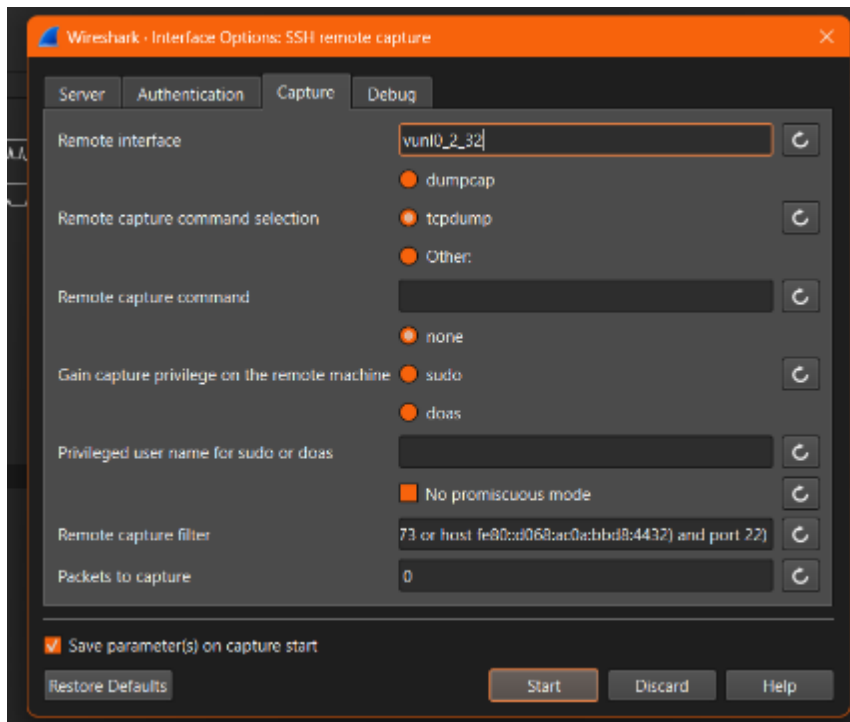 Wireshark · Interface Options: SSH remote capture
Server Authentication Capture Debug
Remote interface vunl0_2_32
dumpcap
Remote capture command selection tcpdump
Other:
Remote capture command
none
Gain capture privilege on the remote machine sudo
doas
Privileged user name for sudo or doas
No promiscuous mode
Remote capture filter 73 or host fe80::d068:ac0a:bbd8:4432) and port 22)
Packets to capture 0
Save parameter(s) on capture start
Restore Defaults Start Discard Help